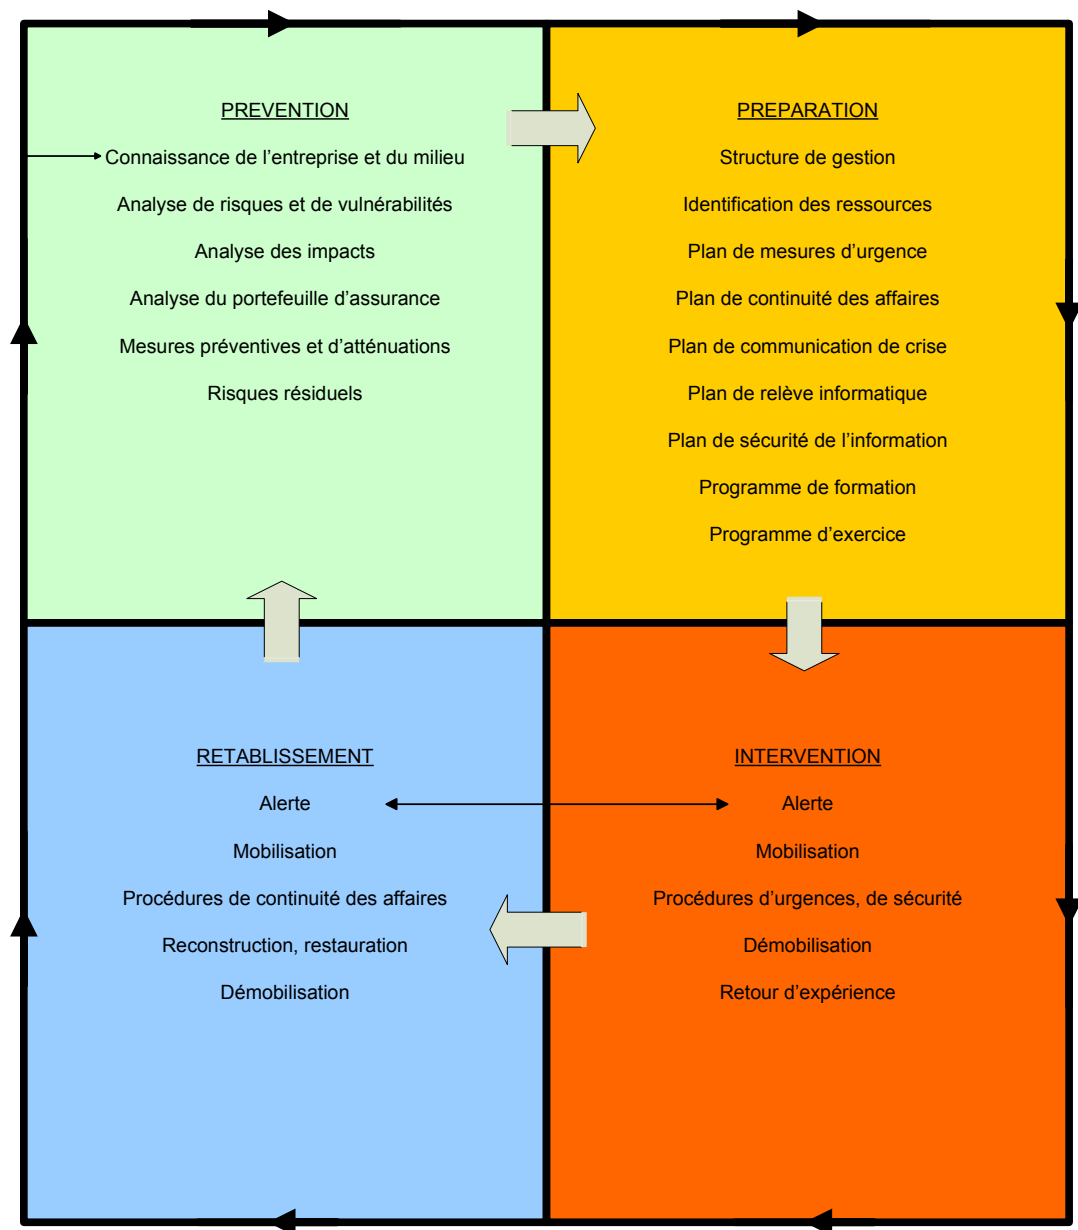 PREVENTION
Connaissance de l’entreprise et du milieu
Analyse de risques et de vulnérabilités
Analyse des impacts
Analyse du portefeuille d’assurance
Mesures préventives et d’atténuations
Risques résiduels
PREPARATION
Structure de gestion
Identification des ressources
Plan de mesures d’urgence
Plan de continuité des affaires
Plan de communication de crise
Plan de relève informatique
Plan de sécurité de l’information
Programme de formation
Programme d’exercice
RETABLISSEMENT
Alerte
Mobilisation
Procédures de continuité des affaires
Reconstruction, restauration
Démobilisation
INTERVENTION
Alerte
Mobilisation
Procédures d’urgences, de sécurité
Démobilisation
Retour d’expérience